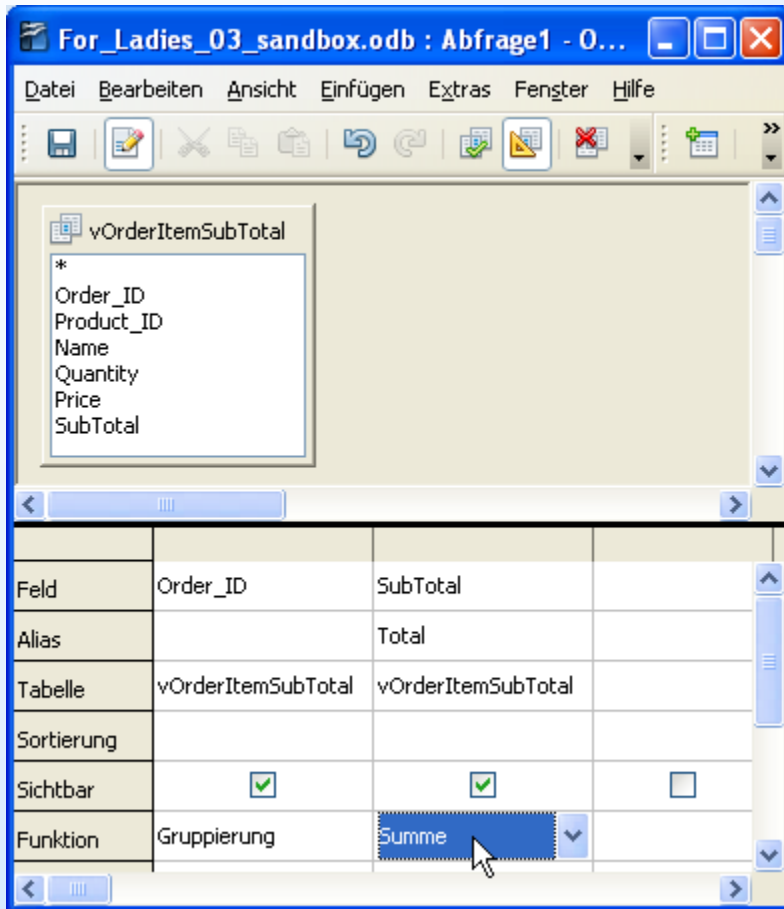 For_Ladies_03_sandbox.odb : Abfrage1 - O...
Datei Bearbeiten Ansicht Einfügen Extras Fenster Hilfe
vOrderItemSubTotal
*
Order_ID
Product_ID
Name
Quantity
Price
SubTotal
Feld Order_ID SubTotal
Alias Total
Tabelle vOrderItemSubTotal vOrderItemSubTotal
Sortierung
Sichtbar
Funktion Gruppierung Summe